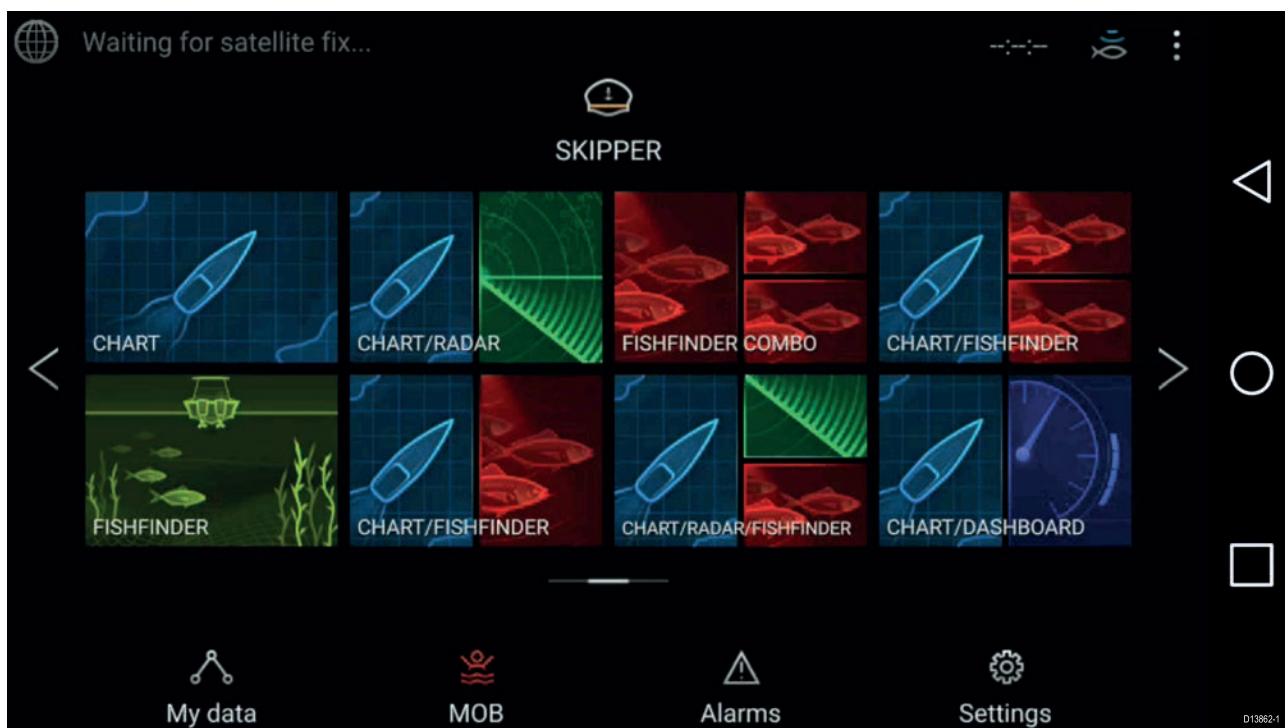 Waiting for satellite fix...
--:--:--
SKIPPER
CHART
CHART/RADAR
FISHFINDER COMBO
CHART/FISHFINDER
FISHFINDER
CHART/FISHFINDER
CHART/RADAR/FISHFINDER
CHART/DASHBOARD
My data
MOB
Alarms
Settings
D13862-1